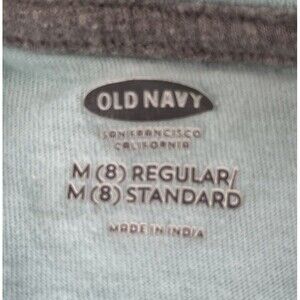 OLD NAVY
SAN FRANCISCO
CALIFORNIA
M (8) REGULAR/
M (8) STANDARD
MADE IN INDIA